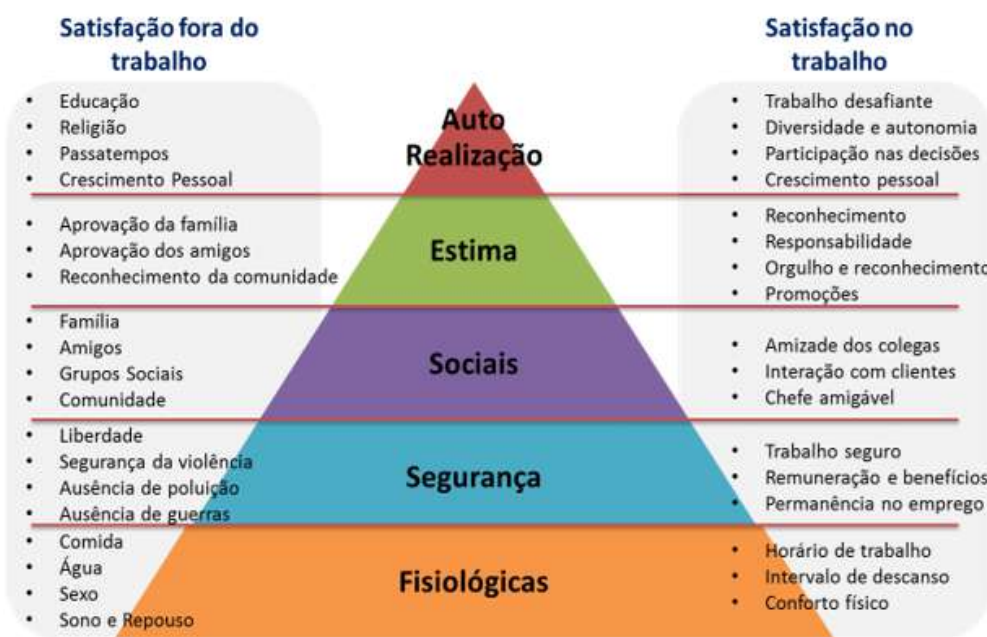 Satisfação fora do
trabalho
• Educação
• Religião
• Passatempos
• Crescimento Pessoal
• Aprovação da família
• Aprovação dos amigos
• Reconhecimento da comunidade
• Família
• Amigos
• Grupos Sociais
• Comunidade
• Liberdade
• Segurança da violência
• Ausência de poluição
• Ausência de guerras
• Comida
• Água
• Sexo
• Sono e Repouso
Auto
Realização
Estima
Sociais
Segurança
Fisiológicas
Satisfação no
trabalho
• Trabalho desafiante
• Diversidade e autonomia
• Participação nas decisões
• Crescimento pessoal
• Reconhecimento
• Responsabilidade
• Orgulho e reconhecimento
• Promoções
• Amizade dos colegas
• Interação com clientes
• Chefe amigável
• Trabalho seguro
• Remuneração e benefícios
• Permanência no emprego
• Horário de trabalho
• Intervalo de descanso
• Conforto físico